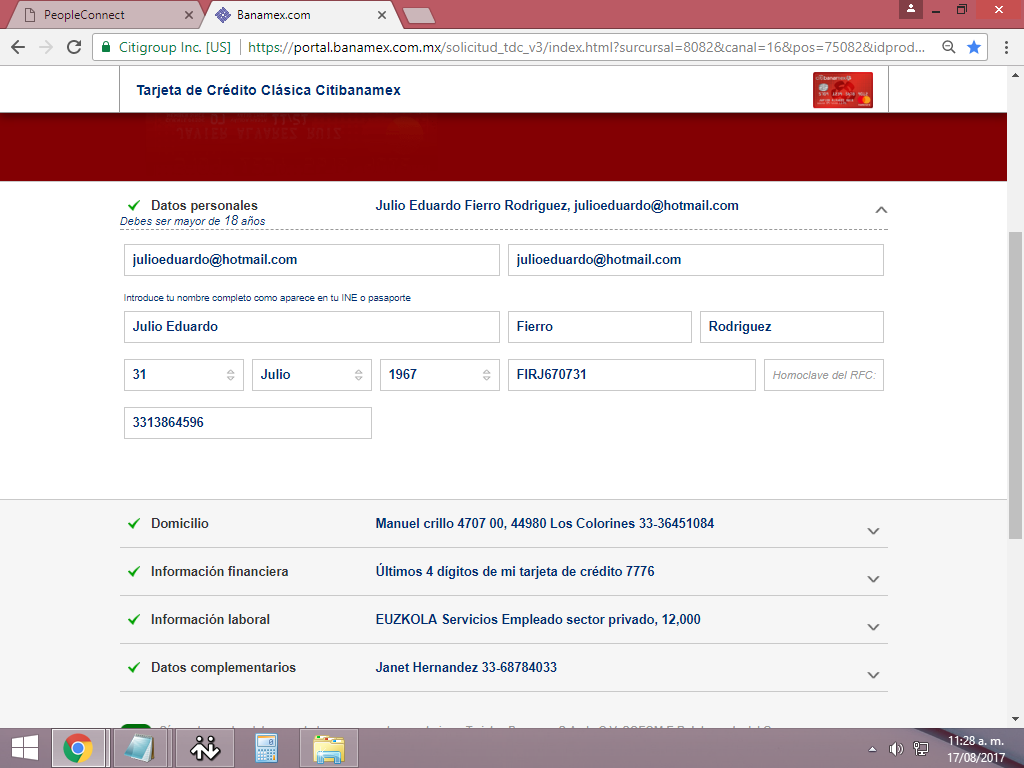 PeopleConnect
Banamex.com
Citigroup Inc. [US]
https://portal.banamex.com.mx/solicitud_tdc_v3/index.html?surcursal=8082&canal=16&pos=75082&idprod...
Tarjeta de Crédito Clásica Citibanamex
JAVIER ALVAREZ RUIZ
Datos personales Julio Eduardo Fierro Rodriguez, julioeduardo@hotmail.com
Debes ser mayor de 18 años
julioeduardo@hotmail.com julioeduardo@hotmail.com
Introduce tu nombre completo como aparece en tu INE o pasaporte
Julio Eduardo Fierro Rodriguez
31 Julio 1967 FIRJ670731 Homoclave del RFC:
3313864596
Domicilio Manuel crillo 4707 00, 44980 Los Colorines 33-36451084
Información financiera Últimos 4 dígitos de mi tarjeta de crédito 7776
Información laboral EUZKOLA Servicios Empleado sector privado, 12,000
Datos complementarios Janet Hernandez 33-68784033
11:28 a. m.
17/08/2017